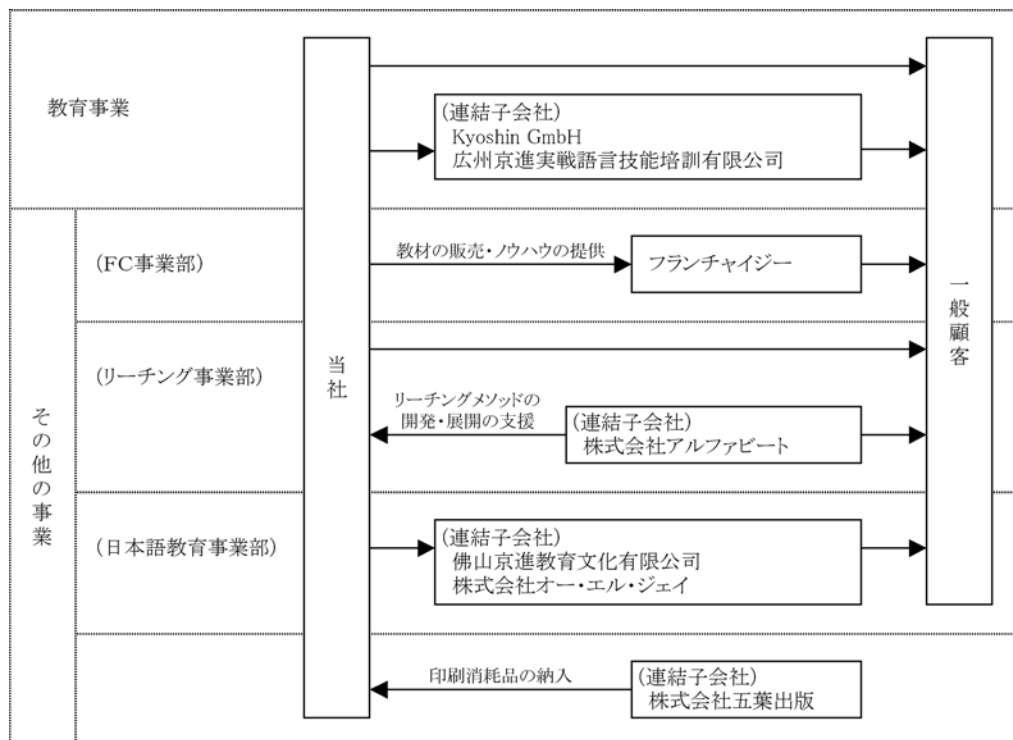 教育事業
(連結子会社)
Kyoshin GmbH
広州京進実戦語言技能培訓有限公司
(FC事業部)
教材の販売・ノウハウの提供
フランチャイジー
一般顧客
当社
(リーチング事業部)
リーチングメソッドの
開発・展開の支援
(連結子会社)
株式会社アルファビート
その他の事業
(日本語教育事業部)
(連結子会社)
佛山京進教育文化有限公司
株式会社オー・エル・ジェイ
印刷消耗品の納入
(連結子会社)
株式会社五葉出版